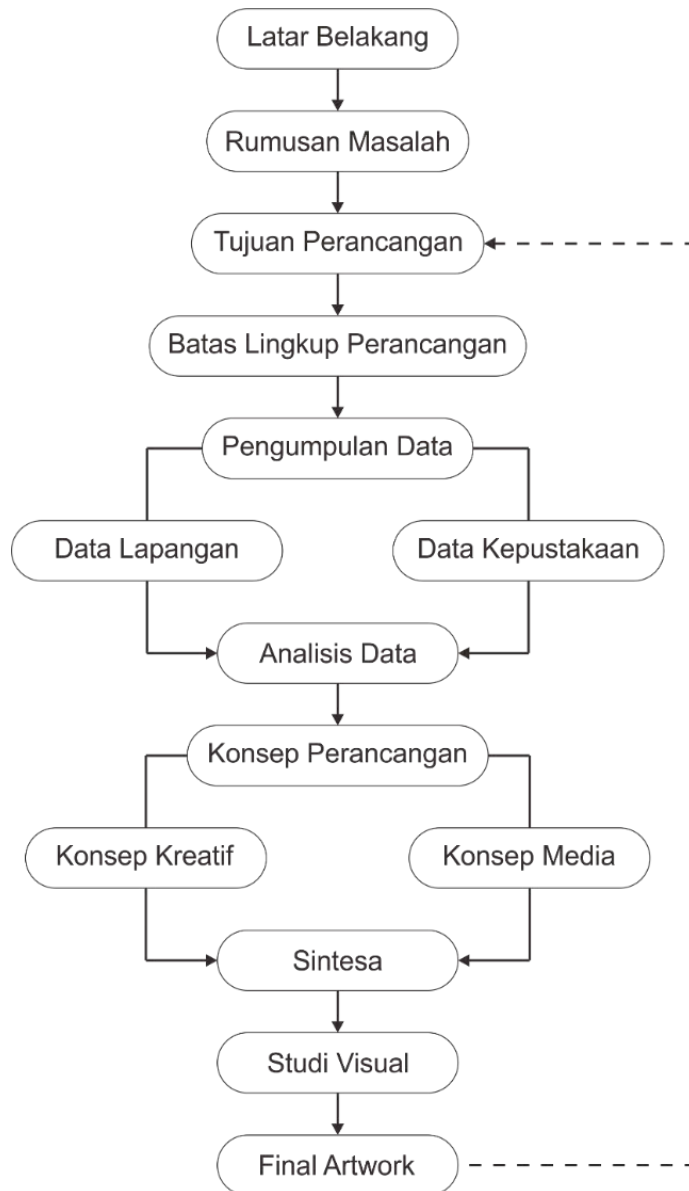 Latar Belakang
Rumusan Masalah
Tujuan Perancangan
Batas Lingkup Perancangan
Pengumpulan Data
Data Lapangan
Data Kepustakaan
Analisis Data
Konsep Perancangan
Konsep Kreatif
Konsep Media
Sintesa
Studi Visual
Final Artwork